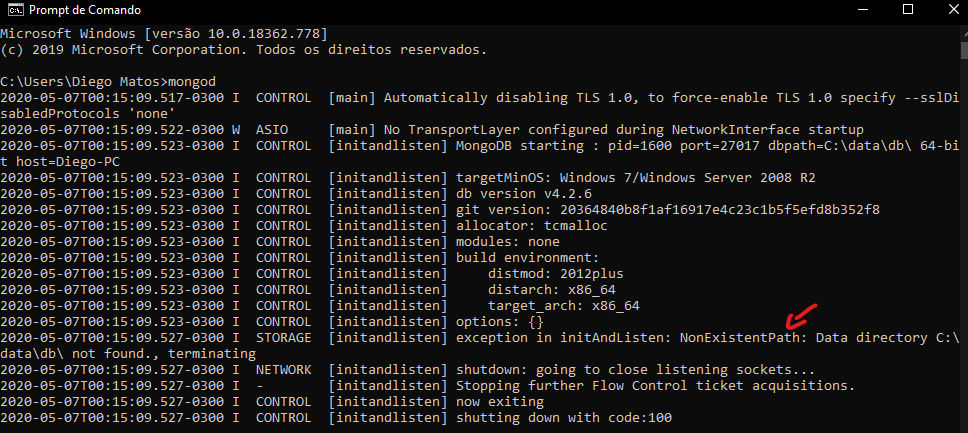 Prompt de Comando
Microsoft Windows [versão 10.0.18362.778]
(c) 2019 Microsoft Corporation. Todos os direitos reservados.
C:\Users\Diego Matos>mongod
2020-05-07T00:15:09.517-0300 I  CONTROL  [main] Automatically disabling TLS 1.0, to force-enable TLS 1.0 specify --sslDi
sabledProtocols 'none'
2020-05-07T00:15:09.522-0300 W  ASIO     [main] No TransportLayer configured during NetworkInterface startup
2020-05-07T00:15:09.523-0300 I  CONTROL  [initandlisten] MongoDB starting : pid=1600 port=27017 dbpath=C:\data\db\ 64-bi
t host=Diego-PC
2020-05-07T00:15:09.523-0300 I  CONTROL  [initandlisten] targetMinOS: Windows 7/Windows Server 2008 R2
2020-05-07T00:15:09.523-0300 I  CONTROL  [initandlisten] db version v4.2.6
2020-05-07T00:15:09.523-0300 I  CONTROL  [initandlisten] git version: 20364840b8f1af16917e4c23c1b5f5efd8b352f8
2020-05-07T00:15:09.523-0300 I  CONTROL  [initandlisten] allocator: tcmalloc
2020-05-07T00:15:09.523-0300 I  CONTROL  [initandlisten] modules: none
2020-05-07T00:15:09.523-0300 I  CONTROL  [initandlisten] build environment:
2020-05-07T00:15:09.523-0300 I  CONTROL  [initandlisten]     distmod: 2012plus
2020-05-07T00:15:09.523-0300 I  CONTROL  [initandlisten]     distarch: x86_64
2020-05-07T00:15:09.523-0300 I  CONTROL  [initandlisten]     target_arch: x86_64
2020-05-07T00:15:09.523-0300 I  CONTROL  [initandlisten] options: {}
2020-05-07T00:15:09.527-0300 I  STORAGE  [initandlisten] exception in initAndListen: NonExistentPath: Data directory C:\
data\db\ not found., terminating
2020-05-07T00:15:09.527-0300 I  NETWORK  [initandlisten] shutdown: going to close listening sockets...
2020-05-07T00:15:09.527-0300 I  -        [initandlisten] Stopping further Flow Control ticket acquisitions.
2020-05-07T00:15:09.527-0300 I  CONTROL  [initandlisten] now exiting
2020-05-07T00:15:09.527-0300 I  CONTROL  [initandlisten] shutting down with code:100